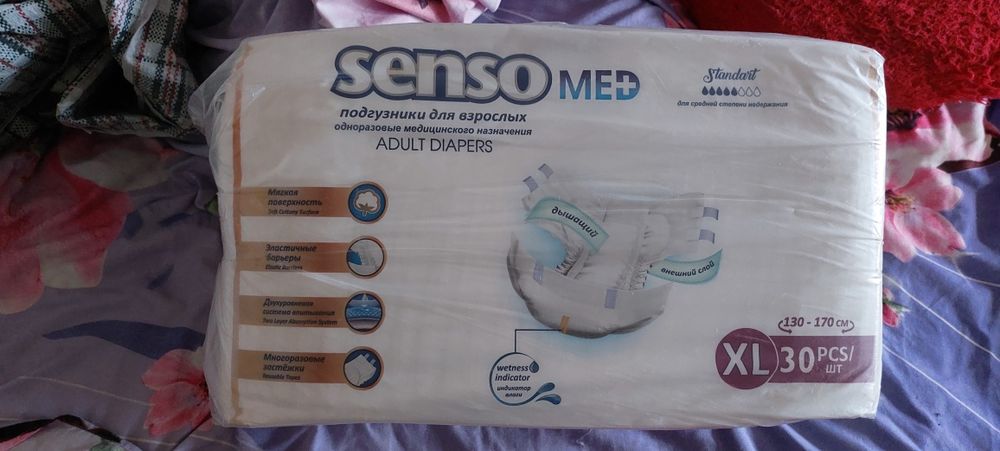 senso MED
подгузники для взрослых
одноразовые медицинского назначения
ADULT DIAPERS
Standart
для средней степени недержания
Мягкая
поверхность
Soft Cottony Surface
Эластичные
барьеры
Elastic Barriers
Двухуровневая
система впитывания
Two Layer Absorption System
Многоразовые
застёжки
Reusable Tapes
дышащий
внешний слой
wetness
indicator
индикатор
влаги
130 - 170 см
XL 30 PCS/
шт